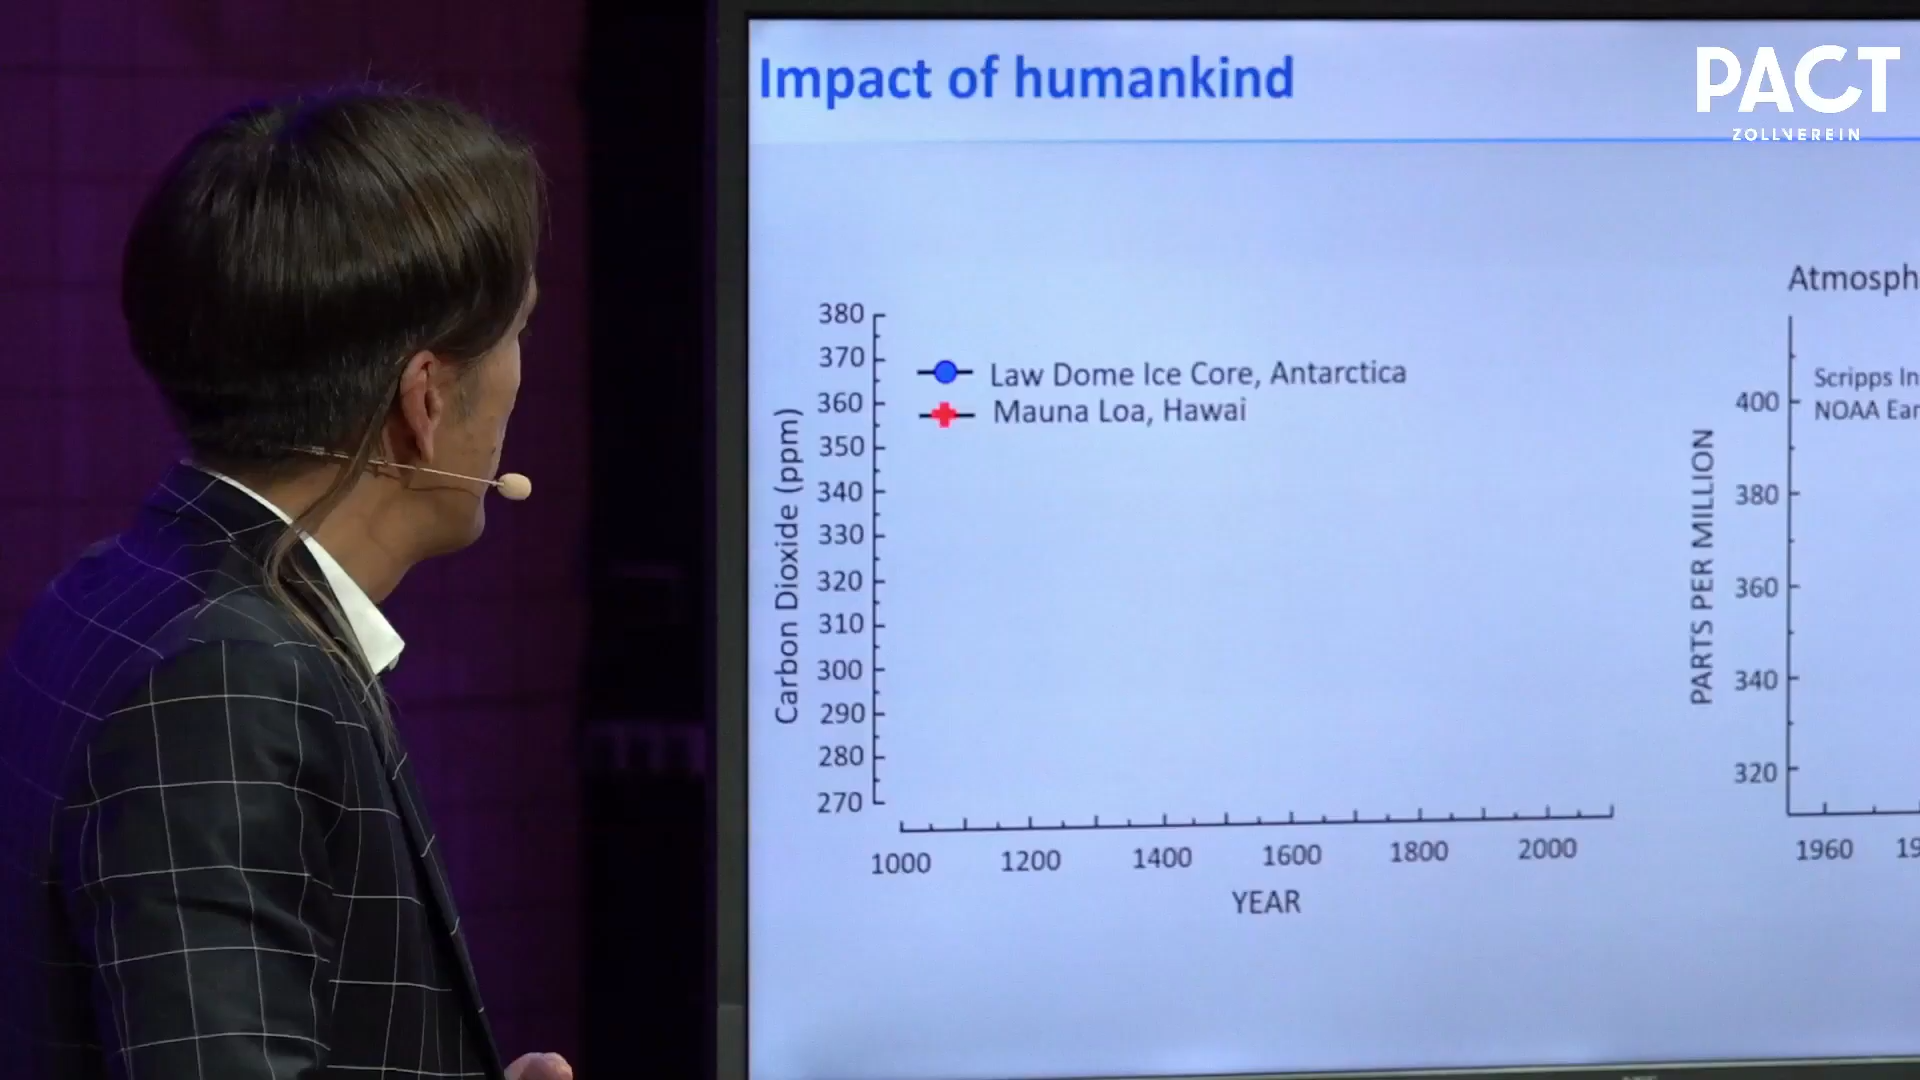 Impact of humankind
PACT
ZOLLVEREIN
380
370
360
350
340
330
320
310
300
290
280
270
Carbon Dioxide (ppm)
Law Dome Ice Core, Antarctica
Mauna Loa, Hawai
1000 1200 1400 1600 1800 2000
YEAR
Atmosph
Scripps In
NOAA Ear
PARTS PER MILLION
400
380
360
340
320
1960 19